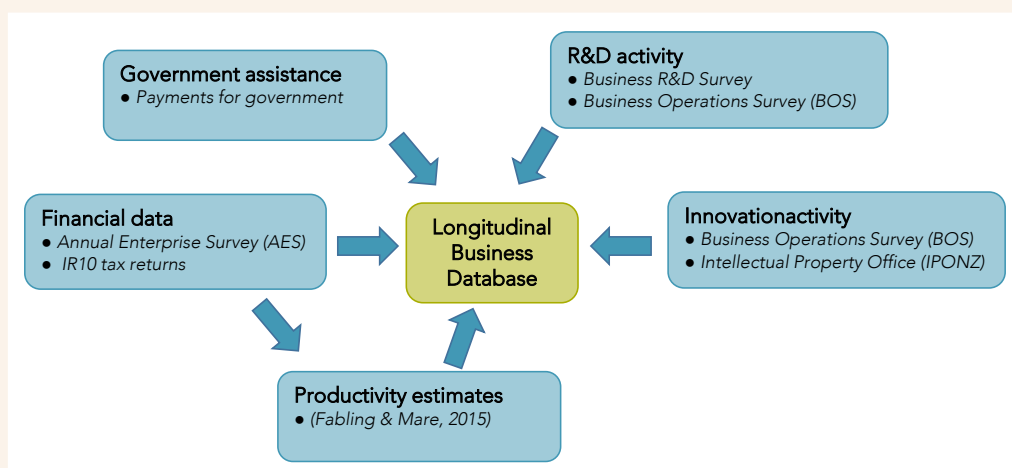 Government assistance
● Payments for government
R&D activity
● Business R&D Survey
● Business Operations Survey (BOS)
Financial data
● Annual Enterprise Survey (AES)
● IR10 tax returns
Longitudinal
Business
Database
Innovationactivity
● Business Operations Survey (BOS)
● Intellectual Property Office (IPONZ)
Productivity estimates
● (Fabling & Mare, 2015)